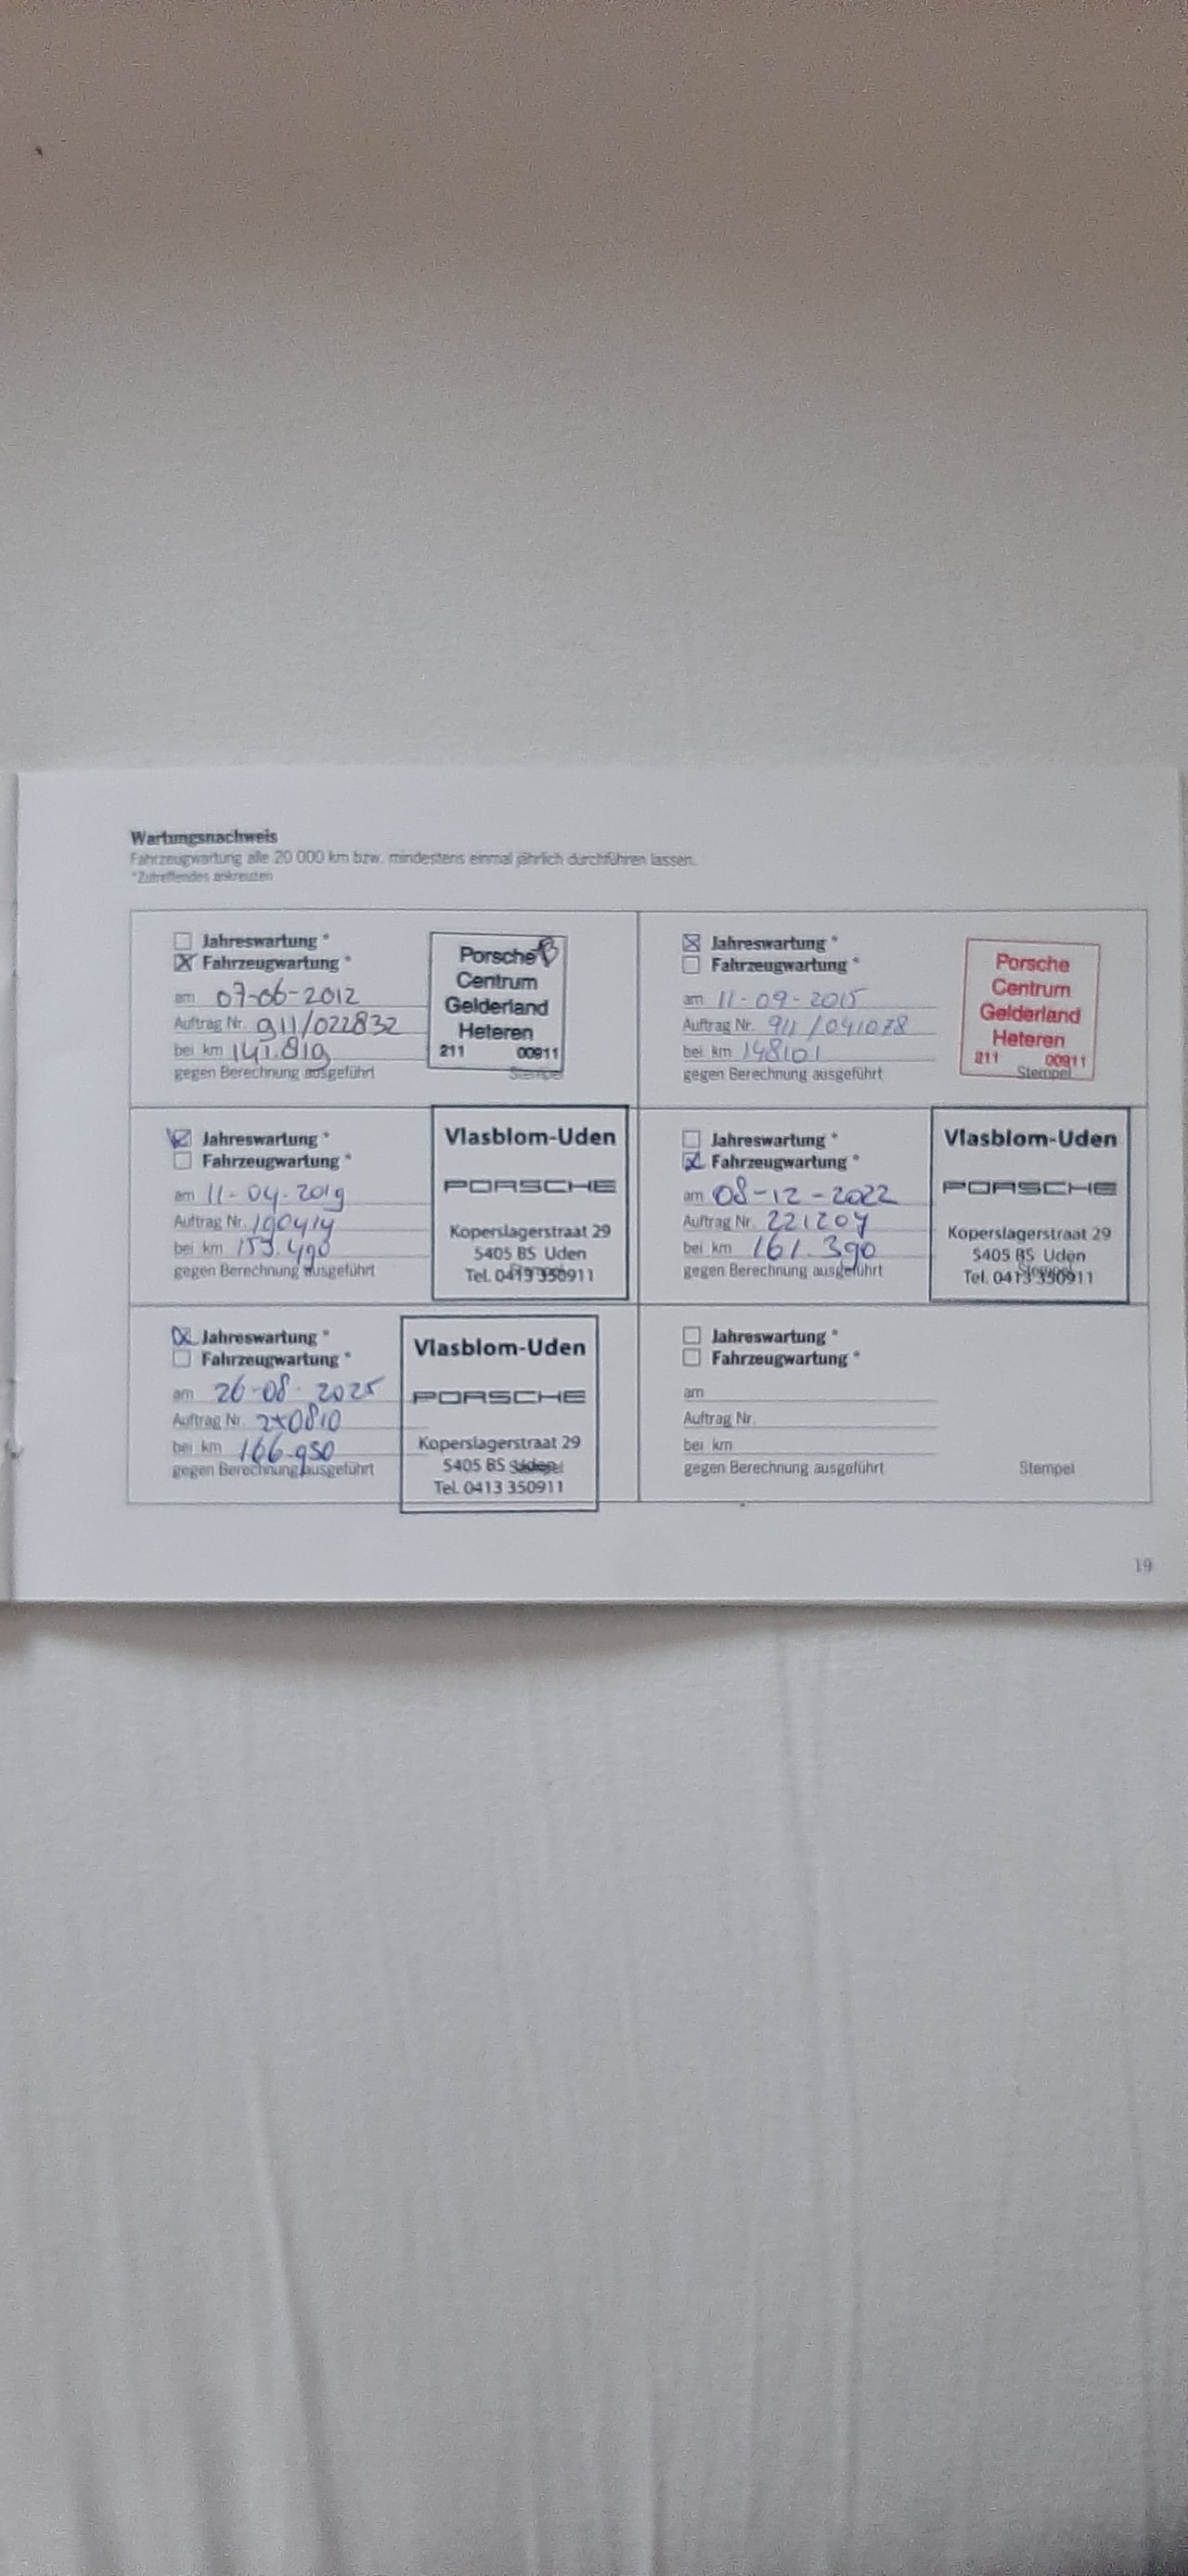 Wartungsnachweis
Fahrzeugwartung alle 20 000 km bzw. mindestens einmal jährlich durchführen lassen.
*Zutreffendes ankreuzen
Jahreswartung *
X Fahrzeugwartung *
am 07-06-2012
Auftrag Nr. 911/022832
bei km 141.819
gegen Berechnung ausgeführt
Porsche
Centrum
Gelderland
Heteren
211 00911
Stempel
X Jahreswartung *
Fahrzeugwartung *
am 11-09-2015
Auftrag Nr. 911/041078
bei km 148101
gegen Berechnung ausgeführt
Porsche
Centrum
Gelderland
Heteren
211 00911
Stempel
Jahreswartung *
Fahrzeugwartung *
am 11-04-2019
Auftrag Nr. 190414
bei km
gegen Berechnung ausgeführt
Vlasblom-Uden
PORSCHE
Koperslagerstraat 29
5405 BS Uden
Tel. 0413 350911
Jahreswartung *
X Fahrzeugwartung *
am 08-12-2022
Auftrag Nr. 221204
bei km 161.390
gegen Berechnung ausgeführt
Vlasblom-Uden
PORSCHE
Koperslagerstraat 29
5405 BS Uden
Stempel
Tel. 0413 350911
X Jahreswartung *
Fahrzeugwartung *
am 26-08-2025
Auftrag Nr.
bei km 166.950
gegen Berechnung ausgeführt
Vlasblom-Uden
PORSCHE
Koperslagerstraat 29
5405 BS
Tel. 0413 350911
Jahreswartung *
Fahrzeugwartung *
am
Auftrag Nr.
bei km
gegen Berechnung ausgeführt
Stempel
19